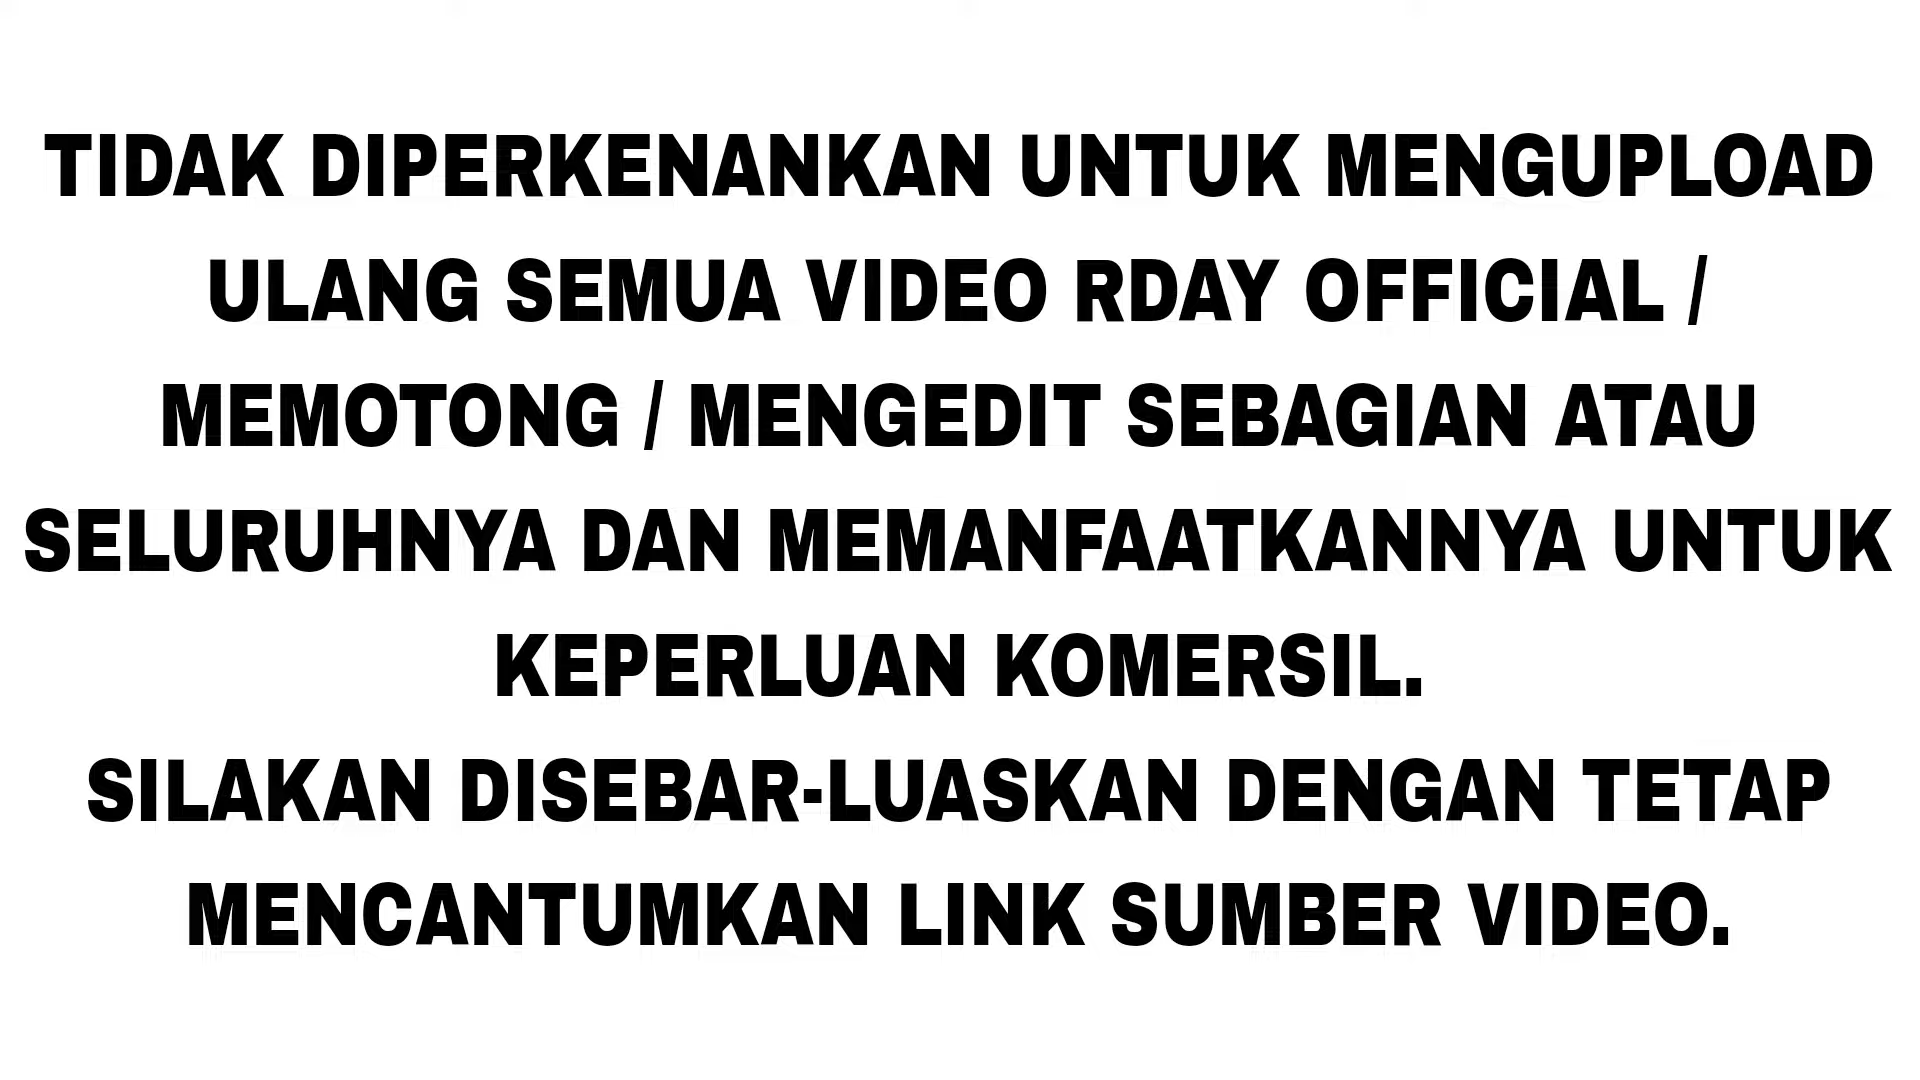 TIDAK DIPERKENANKAN UNTUK MENGUPLOAD
ULANG SEMUA VIDEO RDAY OFFICIAL /
MEMOTONG / MENGEDIT SEBAGIAN ATAU
SELURUHNYA DAN MEMANFAATKANNYA UNTUK
KEPERLUAN KOMERSIL.
SILAKAN DISEBAR-LUASKAN DENGAN TETAP
MENCANTUMKAN LINK SUMBER VIDEO.